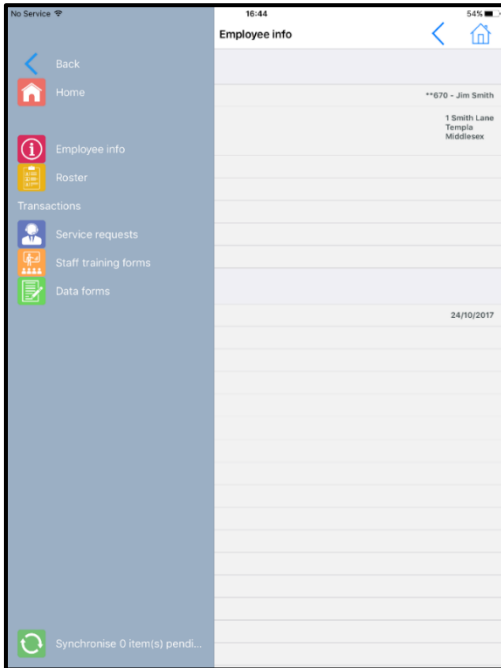 No Service 16:44 54%
Employee info
Back
Home
Employee info
Roster
Transactions
Service requests
Staff training forms
Data forms
Synchronise 0 item(s) pendi...
**670 - Jim Smith
1 Smith Lane
Templa
Middlesex
24/10/2017